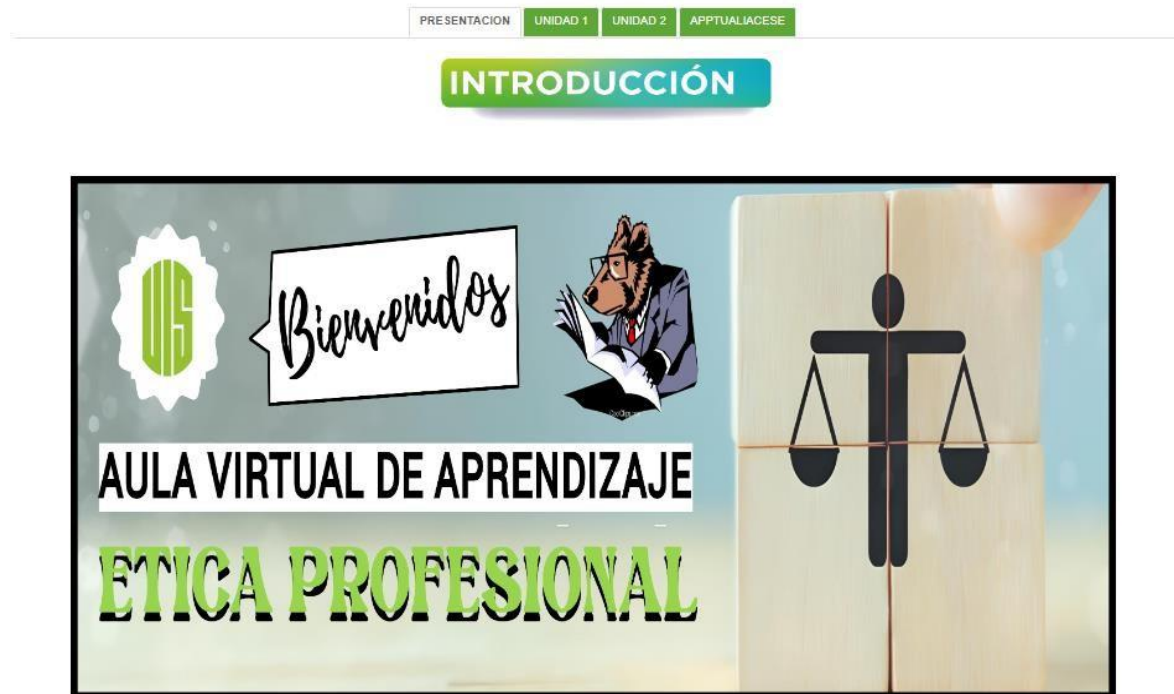 PRESENTACION UNIDAD 1 UNIDAD 2 APPTUALIACESE
INTRODUCCIÓN
UIS
Bienvenidos
AULA VIRTUAL DE APRENDIZAJE
ETICA PROFESIONAL